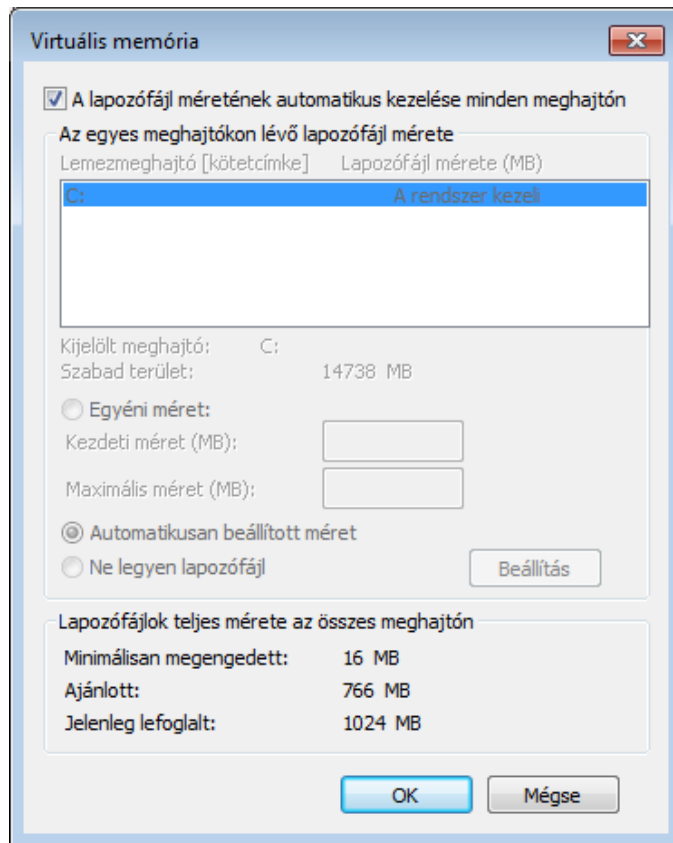 Virtuális memória
A lapozófájl méretének automatikus kezelése minden meghajtón
Az egyes meghajtókon lévő lapozófájl mérete
Lemezmeghajtó [kötetcímke] Lapozófájl mérete (MB)
C: A rendszer kezeli
Kijelölt meghajtó: C:
Szabad terület: 14738 MB
Egyéni méret:
Kezdeti méret (MB):
Maximális méret (MB):
Automatikusan beállított méret
Ne legyen lapozófájl Beállítás
Lapozófájlok teljes mérete az összes meghajtón
Minimálisan megengedett: 16 MB
Ajánlott: 766 MB
Jelenleg lefoglalt: 1024 MB
OK Mégse